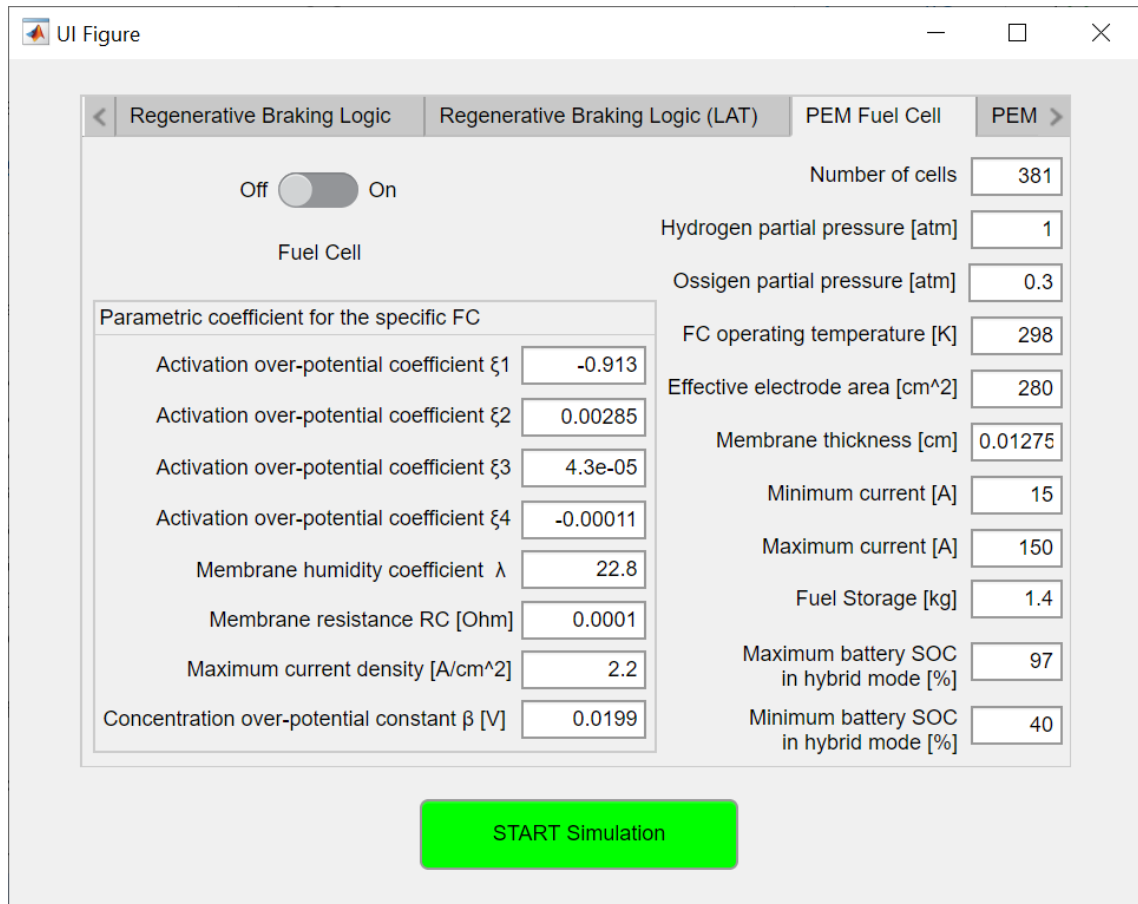 UI Figure
Regenerative Braking Logic
Regenerative Braking Logic (LAT)
PEM Fuel Cell
PEM
Off
On
Fuel Cell
Parametric coefficient for the specific FC
Activation over-potential coefficient ξ1 -0.913
Activation over-potential coefficient ξ2 0.00285
Activation over-potential coefficient ξ3 4.3e-05
Activation over-potential coefficient ξ4 -0.00011
Membrane humidity coefficient λ 22.8
Membrane resistance RC [Ohm] 0.0001
Maximum current density [A/cm^2] 2.2
Concentration over-potential constant β [V] 0.0199
Number of cells 381
Hydrogen partial pressure [atm] 1
Ossigen partial pressure [atm] 0.3
FC operating temperature [K] 298
Effective electrode area [cm^2] 280
Membrane thickness [cm] 0.01275
Minimum current [A] 15
Maximum current [A] 150
Fuel Storage [kg] 1.4
Maximum battery SOC
in hybrid mode [%] 97
Minimum battery SOC
in hybrid mode [%] 40
START Simulation